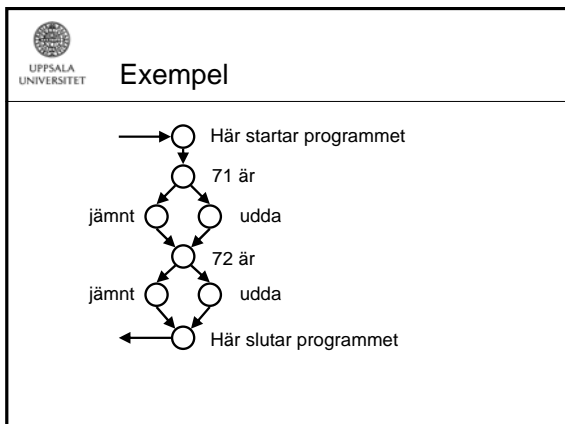 UPPSALA
UNIVERSITET
Exempel
Här startar programmet
71 är
jämnt udda
72 är
jämnt udda
Här slutar programmet